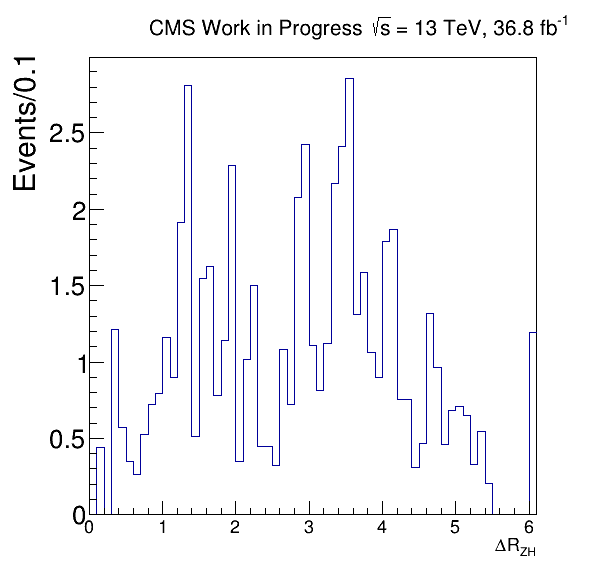 CMS Work in Progress √s = 13 TeV, 36.8 fb⁻¹
Events/0.1
2.5
2
1.5
1
0.5
0
0 1 2 3 4 5 6
ΔR_ZH